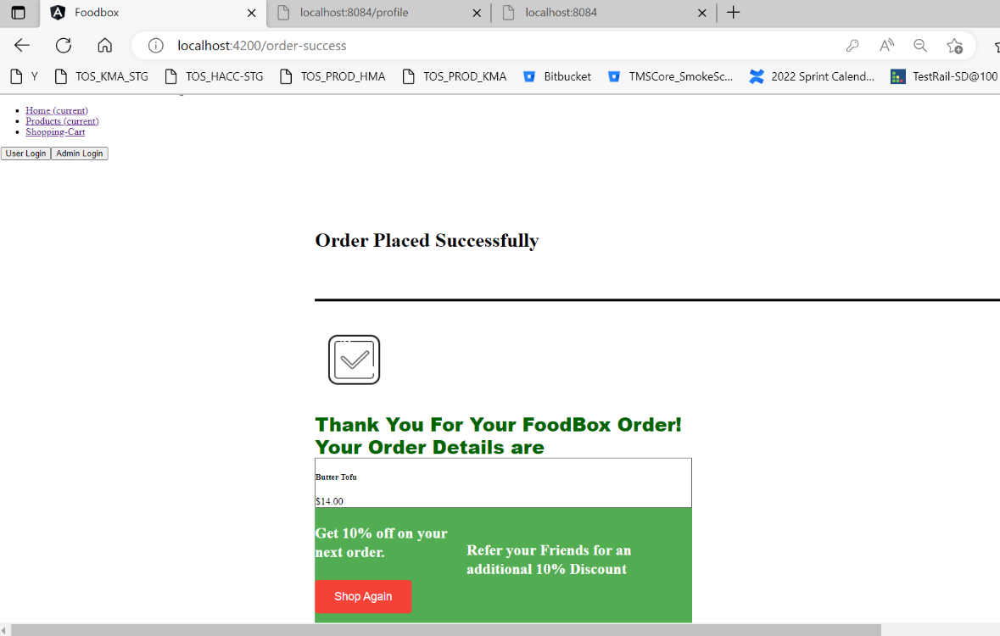 Foodbox
localhost:8084/profile
localhost:8084
localhost:4200/order-success
Y
TOS_KMA_STG
TOS_HACC-STG
TOS_PROD_HMA
TOS_PROD_KMA
Bitbucket
TMSCore_SmokeSc...
2022 Sprint Calend...
TestRail-SD@100
Home (current)
Products (current)
Shopping-Cart
User Login Admin Login
Order Placed Successfully
Thank You For Your FoodBox Order!
Your Order Details are
Butter Tofu
$14.00
Get 10% off on your
next order.
Refer your Friends for an
additional 10% Discount
Shop Again